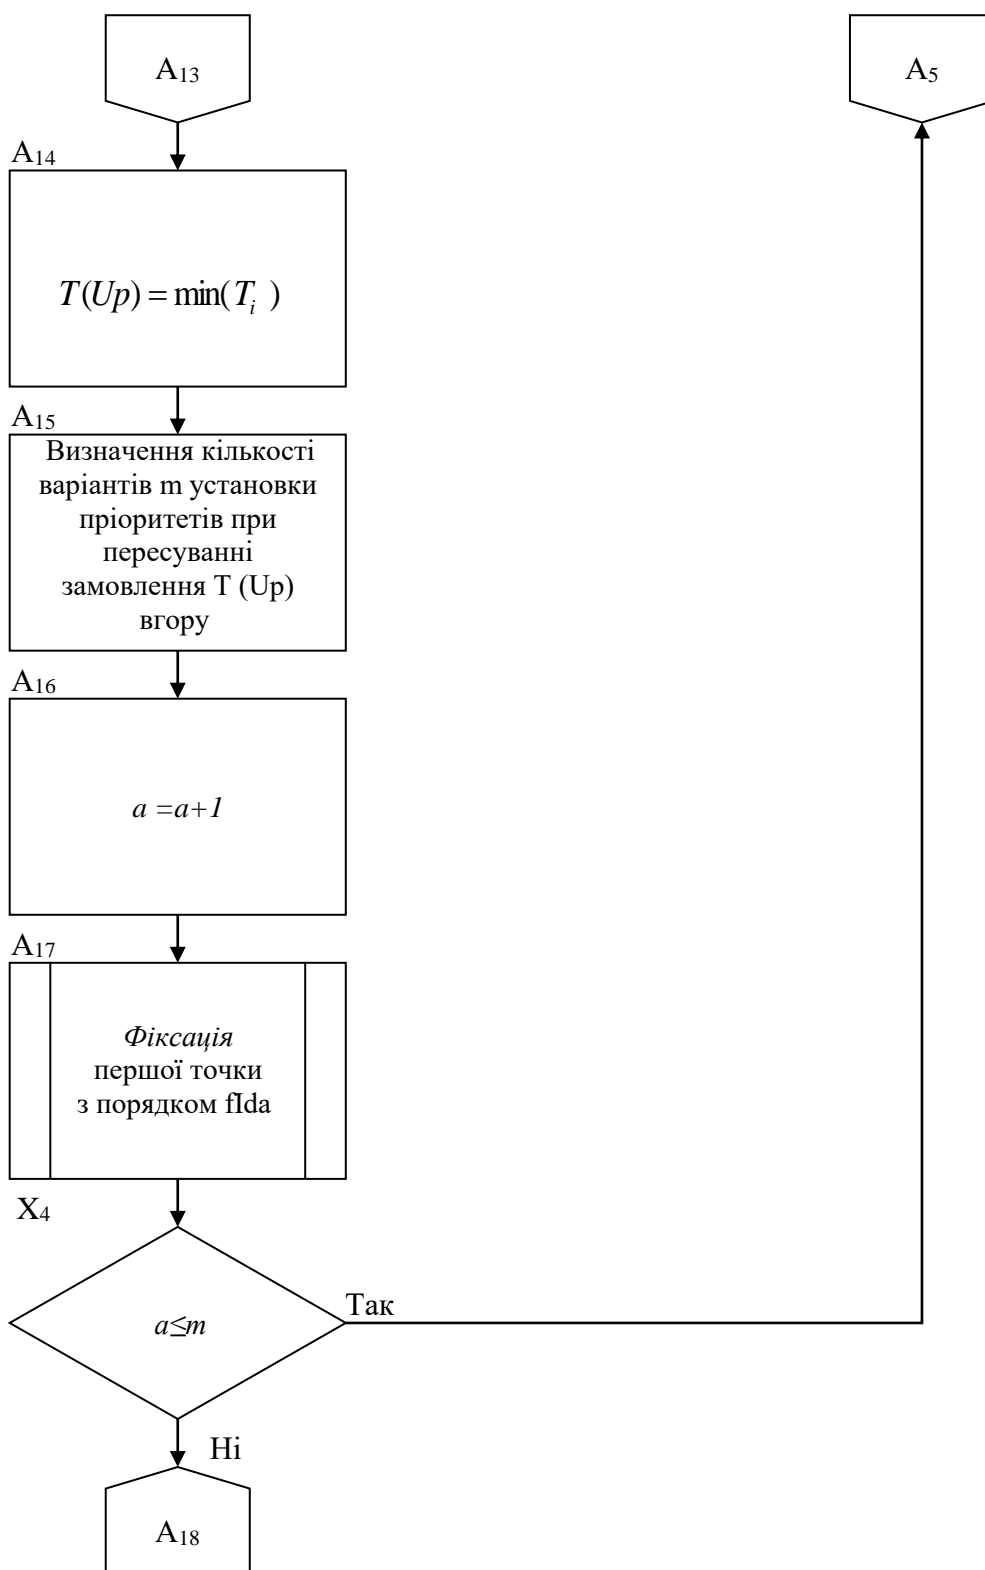 A₁₃
A₅
A₁₄
T(Up) = min(Tᵢ )
A₁₅
Визначення кількості
варіантів m установки
пріоритетів при
пересуванні
замовлення T (Up)
вгору
A₁₆
a =a+1
A₁₇
Фіксація
першої точки
з порядком fIda
X₄
a≤m
Так
Ні
A₁₈